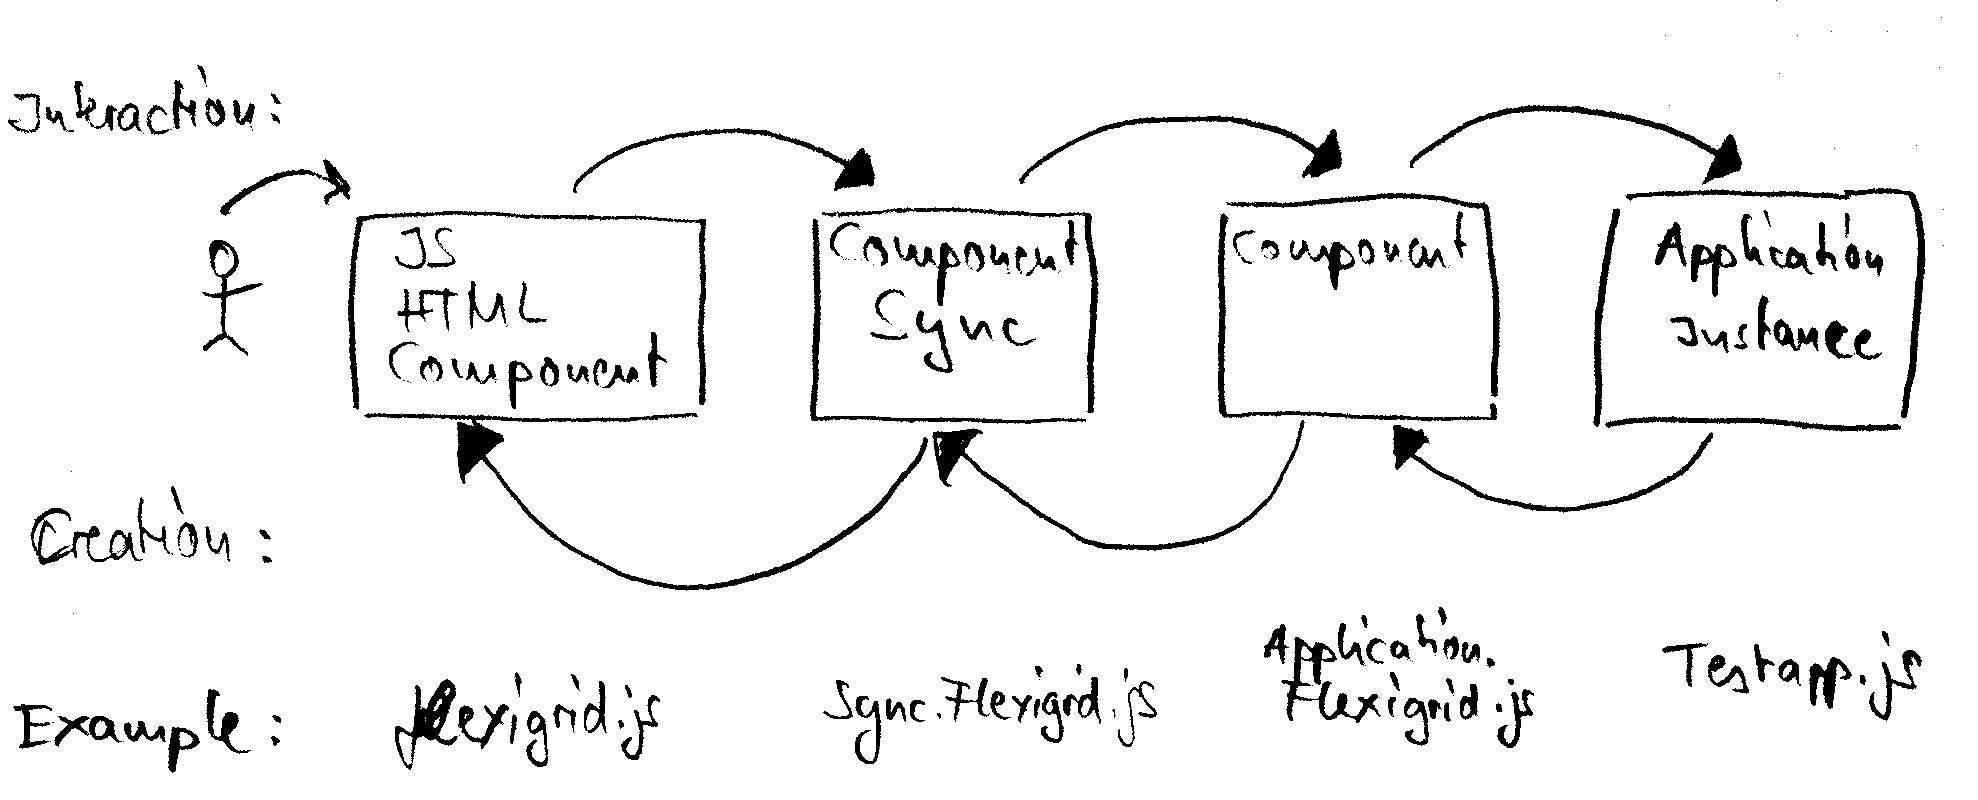 Interaction:
JS
HTML
Component
Component
Sync
Component
Application
Instance
Creation:
Example:
flexigrid.js
Sync.Flexigrid.js
Application.
Flexigrid.js
Testapp.js